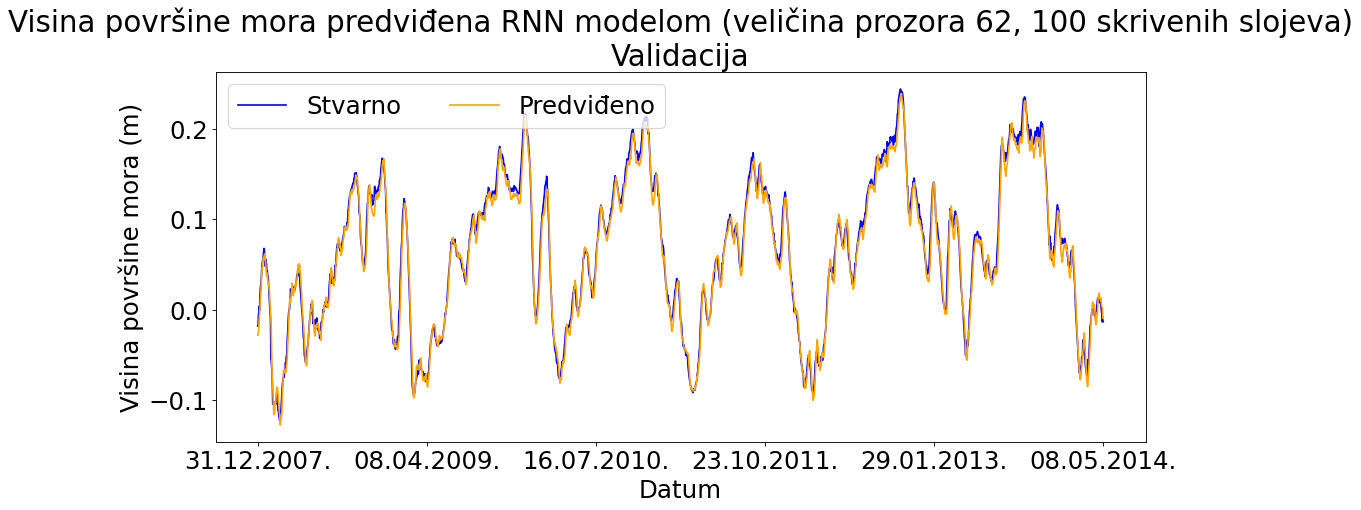 Visina površine mora predviđena RNN modelom (veličina prozora 62, 100 skrivenih slojeva)
Validacija
Stvarno
Predviđeno
Visina površine mora (m)
0.2
0.1
0.0
−0.1
31.12.2007.
08.04.2009.
16.07.2010.
23.10.2011.
29.01.2013.
08.05.2014.
Datum